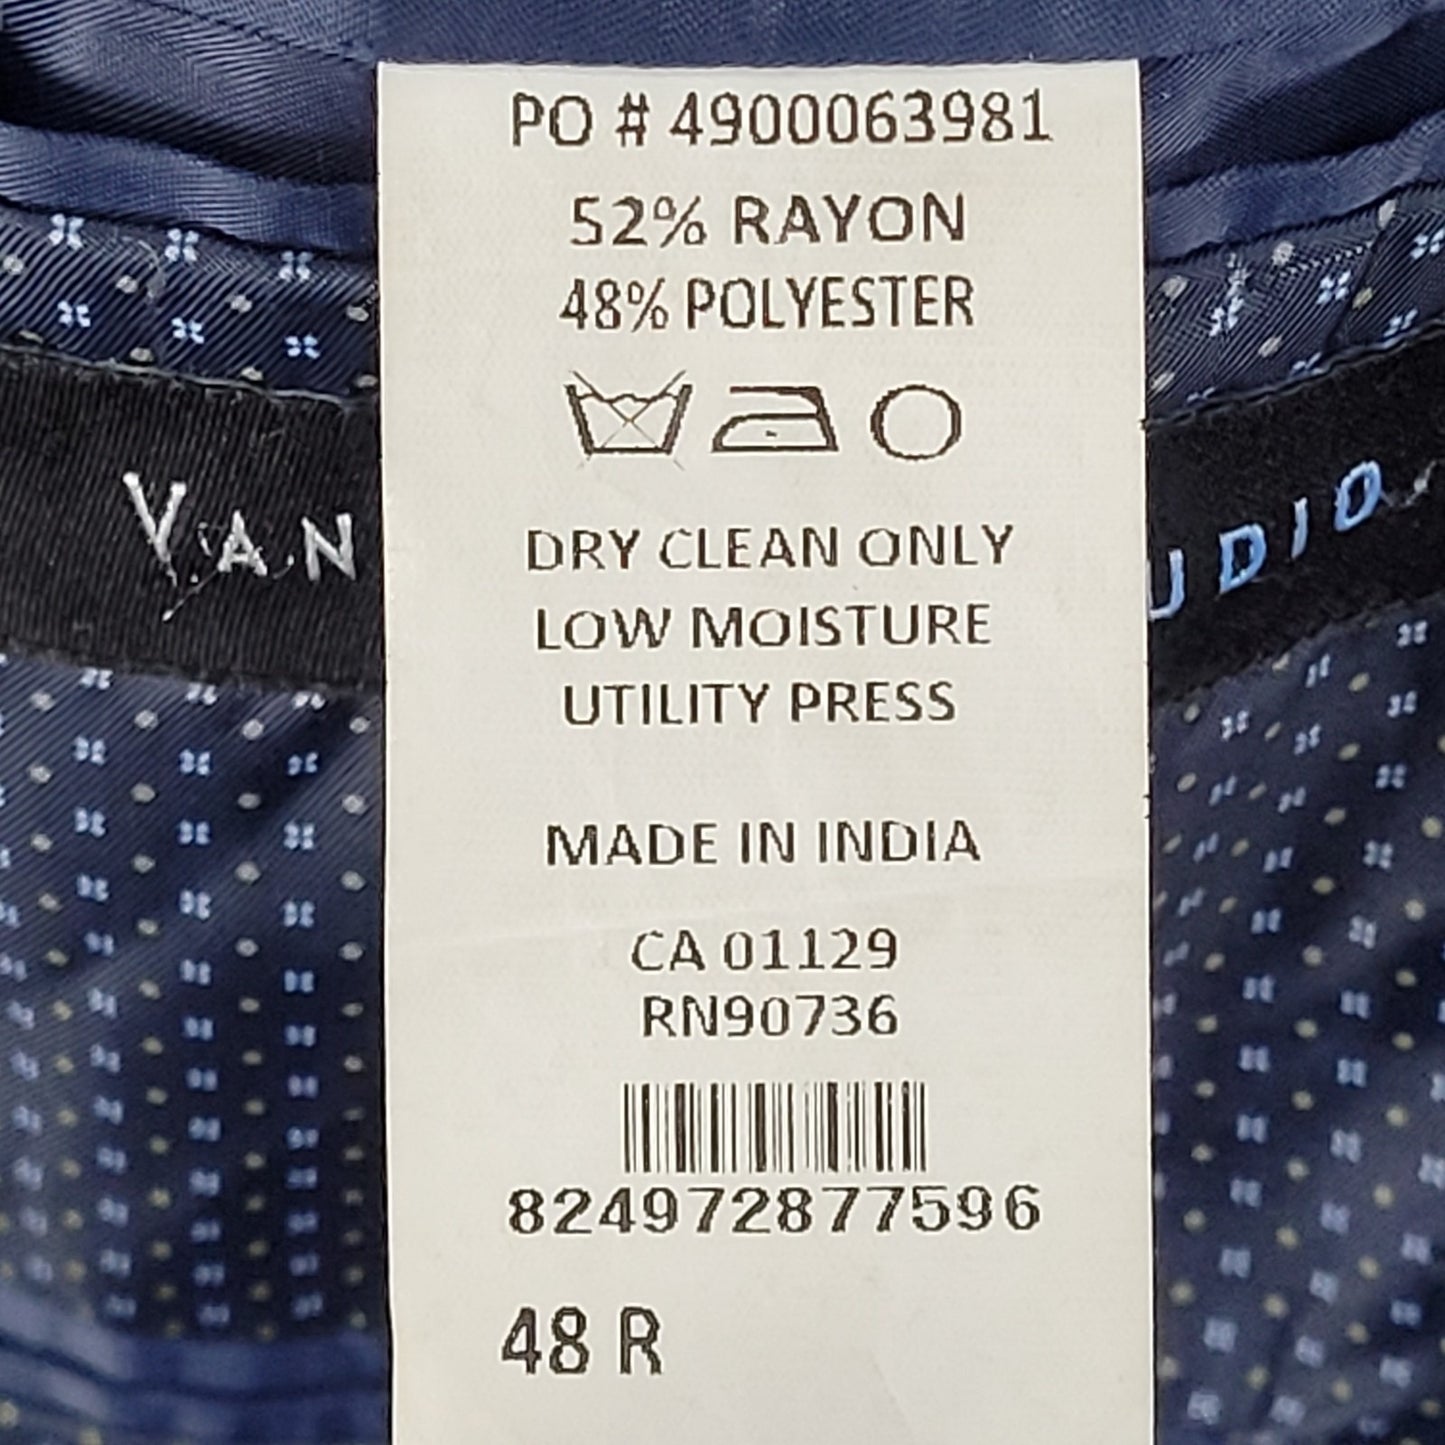 PO # 4900063981
52% RAYON
48% POLYESTER
VAN
UDIO
DRY CLEAN ONLY
LOW MOISTURE
UTILITY PRESS
MADE IN INDIA
CA 01129
RN90736
824972877596
48 R